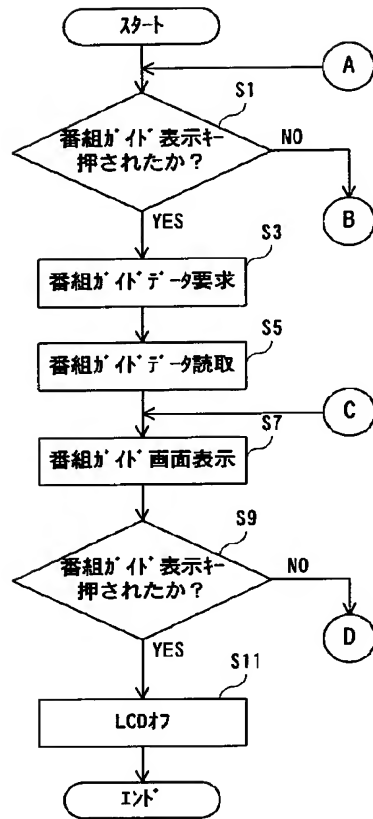 スタート
A
S1
番組ガイド表示キー
押されたか？
NO
B
YES
S3
番組ガイドデータ要求
S5
番組ガイドデータ読取
C
S7
番組ガイド画面表示
S9
番組ガイド表示キー
押されたか？
NO
D
YES
S11
LCDオフ
エンド